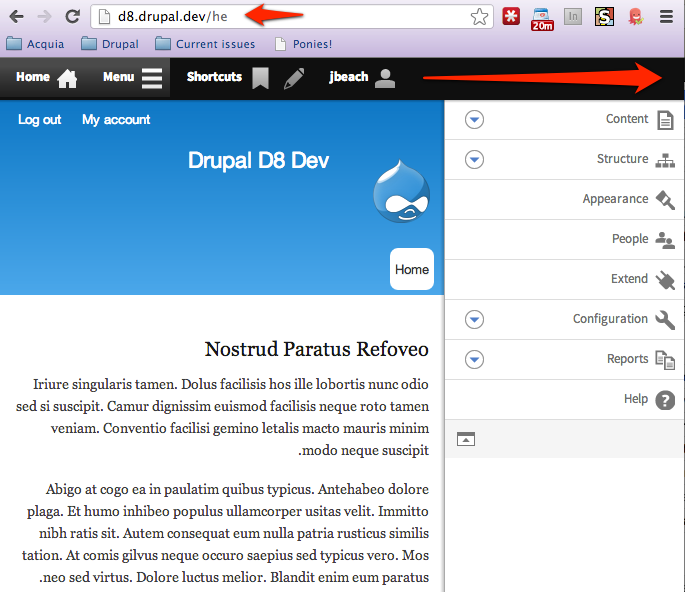 d8.drupal.dev/he
20m
In
S
Acquia
Drupal
Current issues
Ponies!
Home
Menu
Shortcuts
jbeach
Log out
My account
Drupal D8 Dev
Home
Content
Structure
Appearance
People
Extend
Configuration
Reports
Help
?
Nostrud Paratus Refoveo
Iriure singularis tamen. Dolus facilisis hos ille lobortis nunc odio
sed si suscipit. Camur dignissim euismod facilisis neque roto tamen
veniam. Conventio facilisi gemino letalis macto mauris minim
.modo neque suscipit
Abigo at cogo ea in paulatim quibus typicus. Antehabeo dolore
plaga. Et humo inhibeo populus ullamcorper usitas velit. Immitto
nibh ratis sit. Autem consequat eum nulla patria rusticus similis
tation. At comis gilvus neque occuro saepius sed typicus vero. Mos
.neo sed virtus. Dolore luctus melior. Blandit enim eum paratus